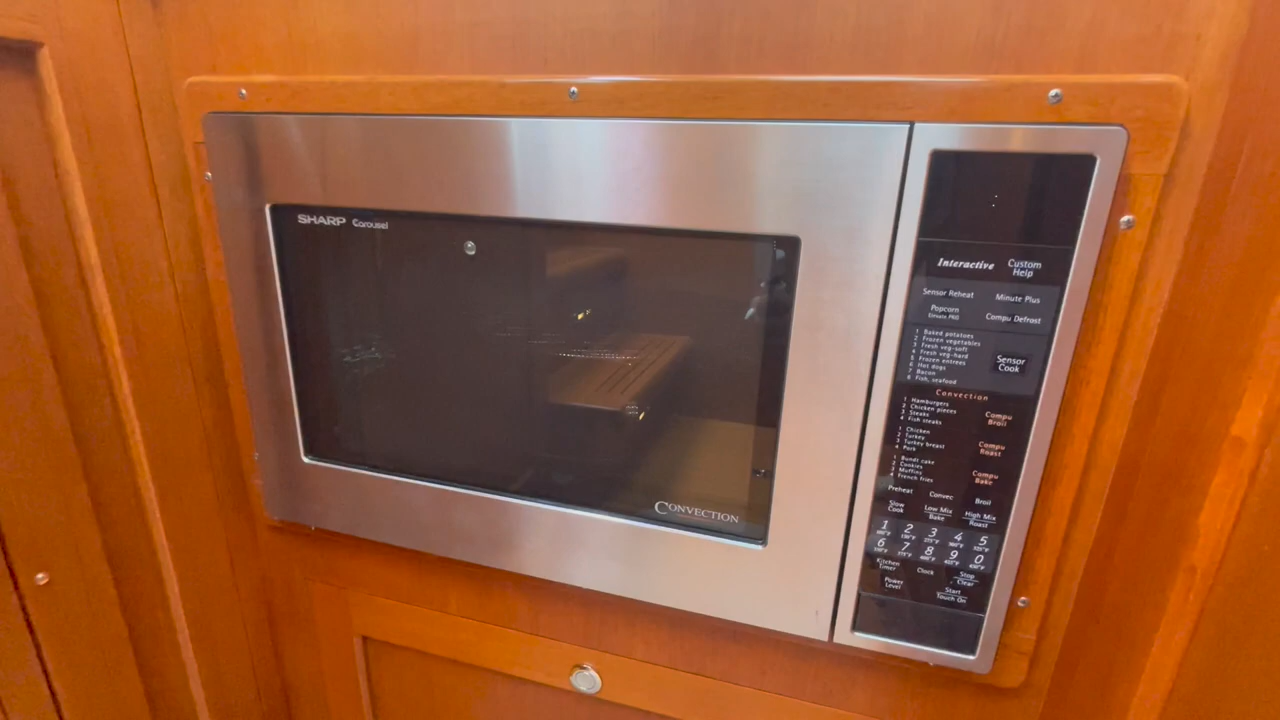 SHARP Carousel
CONVECTION
Interactive
Custom
Help
Sensor Reheat
Minute Plus
Popcorn
Compu Defrost
1 Baked potatoes
2 Frozen vegetables
3 Fresh veg-soft
4 Fresh veg-hard
5 Frozen entrees
6 Hot dogs
7 Bacon
8 Fish, seafood
Sensor
Cook
Convection
1 Hamburgers
2 Chicken pieces
3 Steaks
4 Fish steaks
Compu
Broil
1 Chicken
2 Turkey
3 Turkey breast
4 Pork
Compu
Roast
1 Bundt cake
2 Cookies
3 Muffins
4 French fries
Compu
Bake
Preheat
Convec
Broil
Slow
Cook
Low Mix
Bake
High Mix
Roast
1 2 3 4 5
6 7 8 9 0
Kitchen
Timer
Clock
Stop
Clear
Power
Level
Start
Touch On